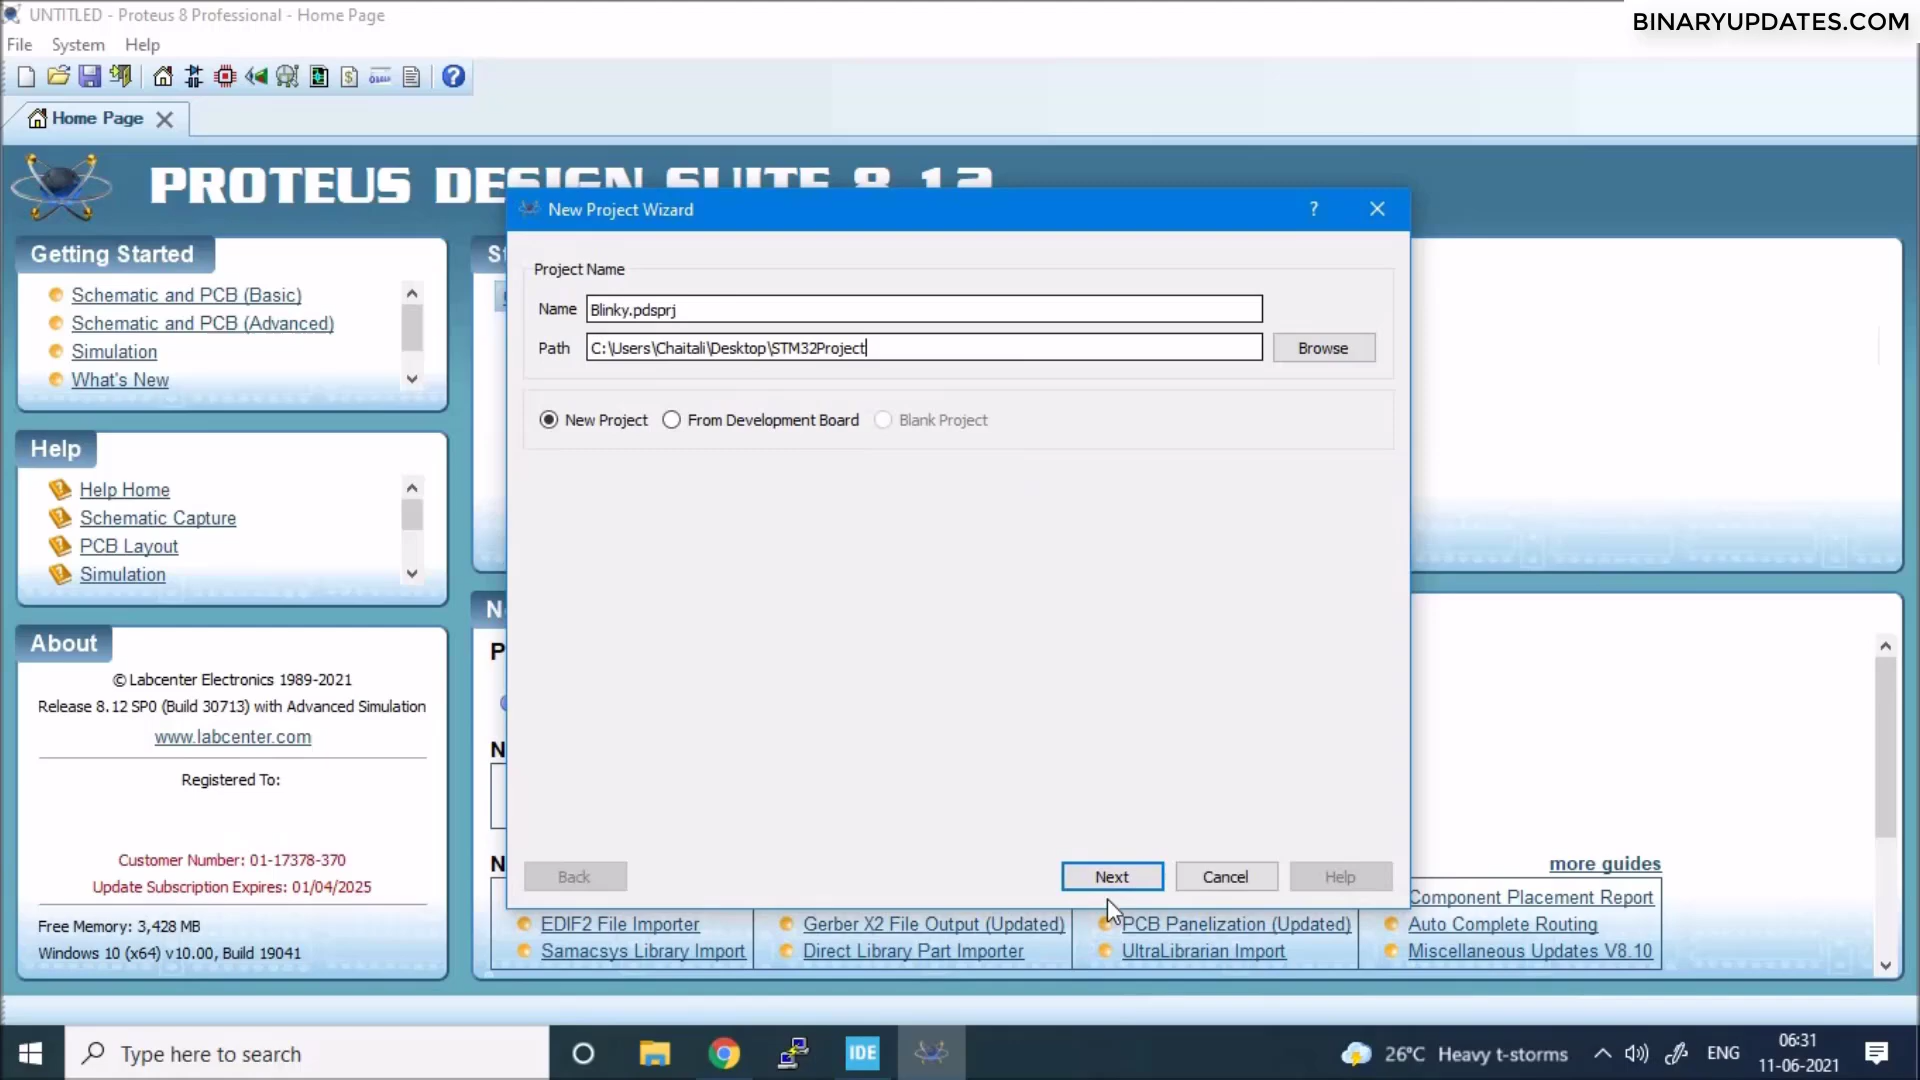 UNTITLED - Proteus 8 Professional - Home Page
BINARYUPDATES.COM
File System Help
Home Page
PROTEUS DESIGN SUITE 8.12
New Project Wizard
Getting Started
Schematic and PCB (Basic)
Schematic and PCB (Advanced)
Simulation
What's New
Project Name
Name Blinky.pdsprj
Path C:\Users\Chaitali\Desktop\STM32Project
Browse
New Project From Development Board Blank Project
Help
Help Home
Schematic Capture
PCB Layout
Simulation
About
© Labcenter Electronics 1989-2021
Release 8.12 SP0 (Build 30713) with Advanced Simulation
www.labcenter.com
Registered To:
Customer Number: 01-17378-370
Update Subscription Expires: 01/04/2025
Free Memory: 3,428 MB
Windows 10 (x64) v10.00, Build 19041
Back Next Cancel Help
more guides
Component Placement Report
EDIF2 File Importer Gerber X2 File Output (Updated) PCB Panelization (Updated) Auto Complete Routing
Samacsys Library Import Direct Library Part Importer UltraLibrarian Import Miscellaneous Updates V8.10
Type here to search
IDE
26°C Heavy t-storms
ENG
06:31
11-06-2021